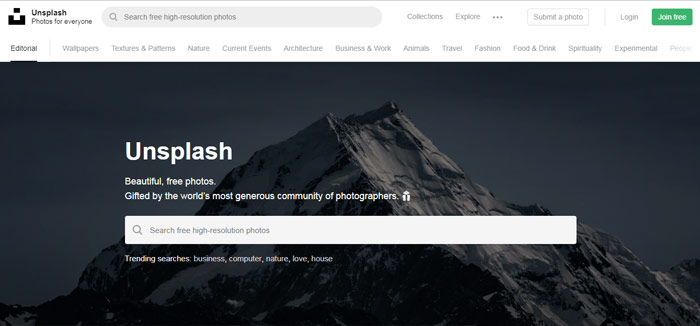 Unsplash
Photos for everyone
Search free high-resolution photos
Collections Explore Submit a photo Login Join free
Editorial Wallpapers Textures & Patterns Nature Current Events Architecture Business & Work Animals Travel Fashion Food & Drink Spirituality Experimental People
Unsplash
Beautiful, free photos.
Gifted by the world's most generous community of photographers.
Search free high-resolution photos
Trending searches: business, computer, nature, love, house